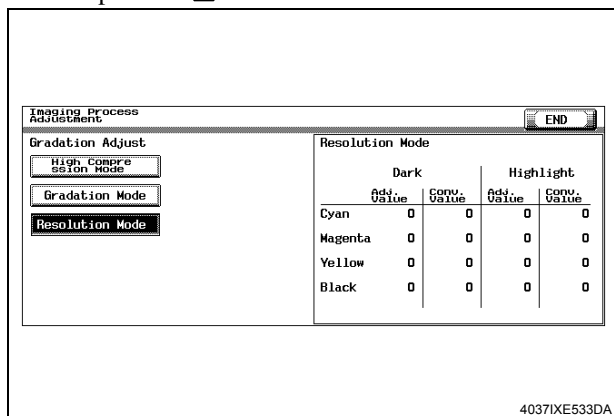 Imaging Process
Adjustment
END
Gradation Adjust
High Compre
ssion Mode
Gradation Mode
Resolution Mode
Resolution Mode
Dark Highlight
Adj. Value Conv. Value Adj. Value Conv. Value
Cyan 0 0 0 0
Magenta 0 0 0 0
Yellow 0 0 0 0
Black 0 0 0 0
4037IXE533DA